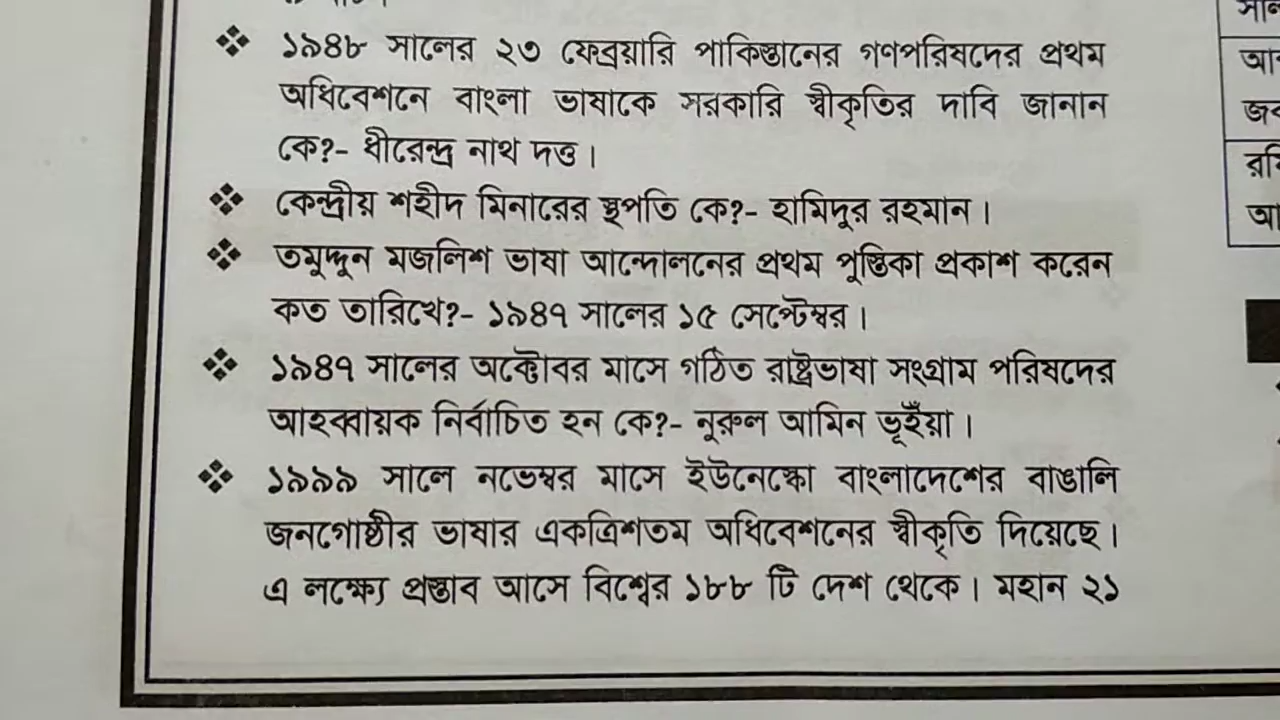 ❖ ১৯৪৮ সালের ২৩ ফেব্রয়ারি পাকিস্তানের গণপরিষদের প্রথম
অধিবেশনে বাংলা ভাষাকে সরকারি স্বীকৃতির দাবি জানান
কে?- ধীরেন্দ্র নাথ দত্ত।
❖ কেন্দ্রীয় শহীদ মিনারের স্থপতি কে?- হামিদুর রহমান।
❖ তমুদ্দুন মজলিশ ভাষা আন্দোলনের প্রথম পুস্তিকা প্রকাশ করেন
কত তারিখে?- ১৯৪৭ সালের ১৫ সেপ্টেম্বর।
❖ ১৯৪৭ সালের অক্টোবর মাসে গঠিত রাষ্ট্রভাষা সংগ্রাম পরিষদের
আহব্বায়ক নির্বাচিত হন কে?- নুরুল আমিন ভূইঁয়া।
❖ ১৯৯৯ সালে নভেম্বর মাসে ইউনেস্কো বাংলাদেশের বাঙালি
জনগোষ্ঠীর ভাষার একত্রিশতম অধিবেশনের স্বীকৃতি দিয়েছে।
এ লক্ষ্যে প্রস্তাব আসে বিশ্বের ১৮৮ টি দেশ থেকে। মহান ২১